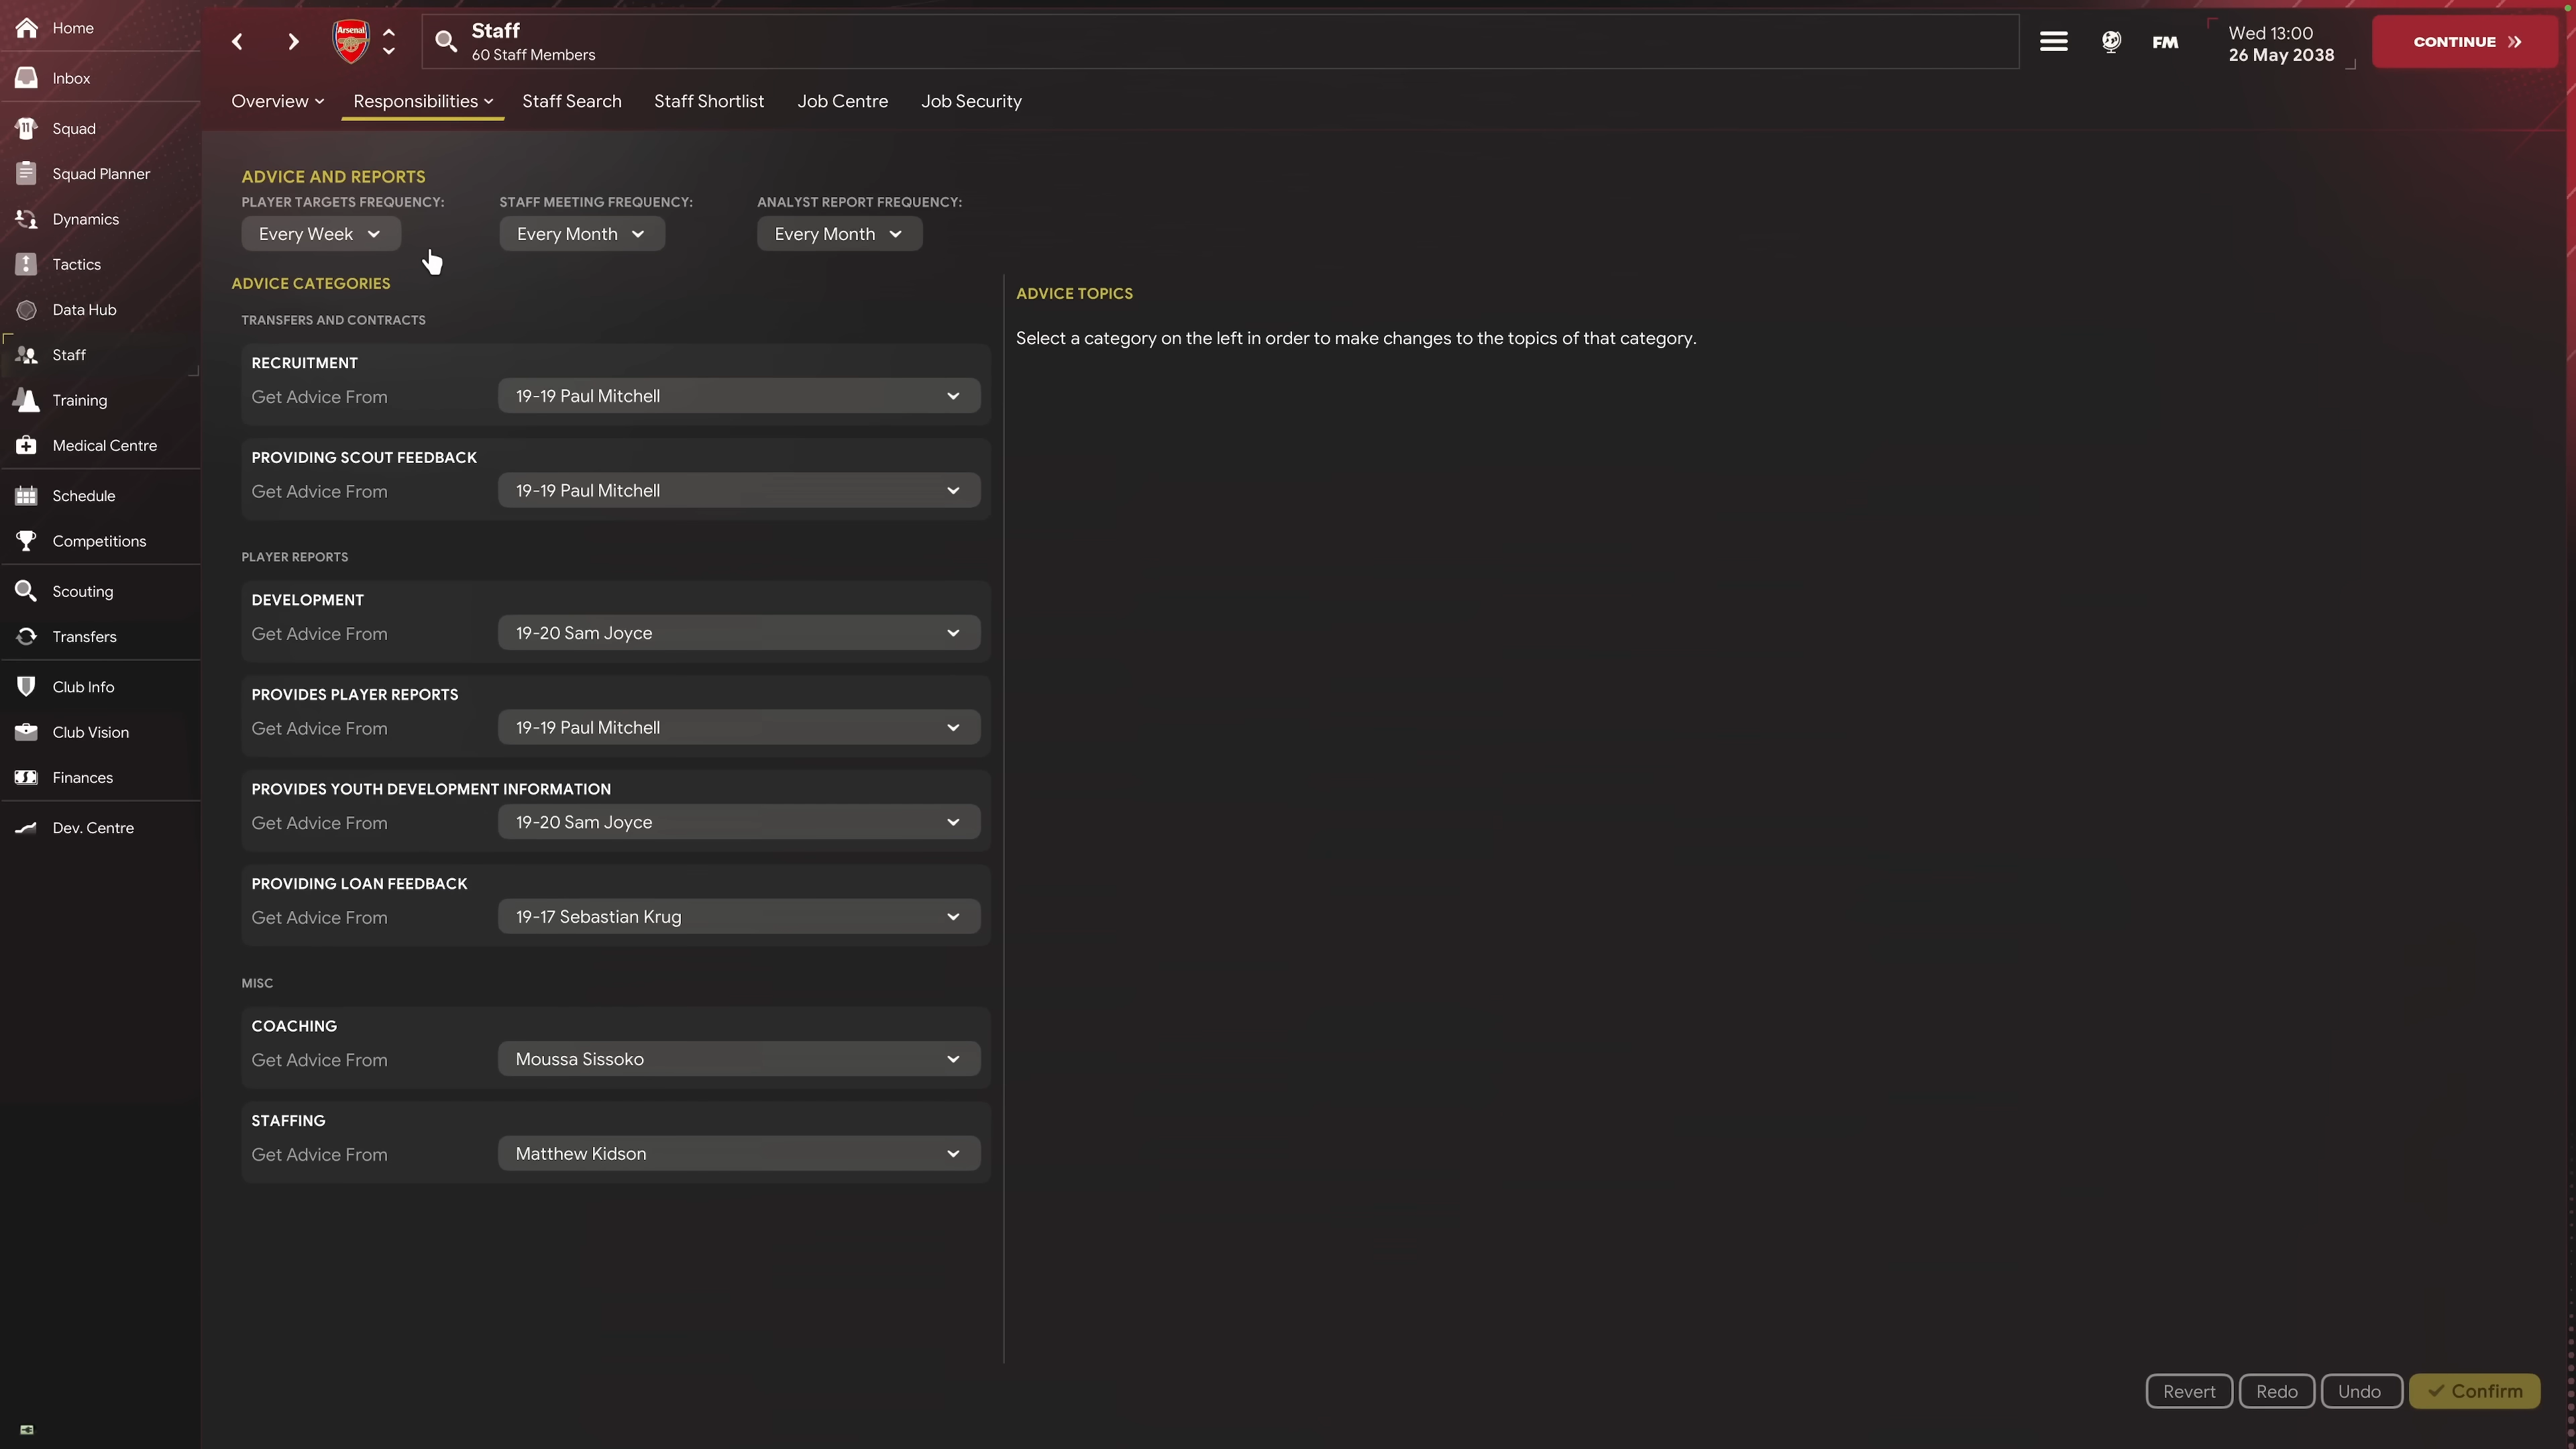 Home
Inbox
Squad
Squad Planner
Dynamics
Tactics
Data Hub
Staff
Training
Medical Centre
Schedule
Competitions
Scouting
Transfers
Club Info
Club Vision
Finances
Dev. Centre
Arsenal
Staff
60 Staff Members
FM
Wed 13:00
26 May 2038
CONTINUE
Overview Responsibilities Staff Search Staff Shortlist Job Centre Job Security
ADVICE AND REPORTS
PLAYER TARGETS FREQUENCY: STAFF MEETING FREQUENCY: ANALYST REPORT FREQUENCY:
Every Week Every Month Every Month
ADVICE CATEGORIES
TRANSFERS AND CONTRACTS
RECRUITMENT
Get Advice From 19-19 Paul Mitchell
PROVIDING SCOUT FEEDBACK
Get Advice From 19-19 Paul Mitchell
PLAYER REPORTS
DEVELOPMENT
Get Advice From 19-20 Sam Joyce
PROVIDES PLAYER REPORTS
Get Advice From 19-19 Paul Mitchell
PROVIDES YOUTH DEVELOPMENT INFORMATION
Get Advice From 19-20 Sam Joyce
PROVIDING LOAN FEEDBACK
Get Advice From 19-17 Sebastian Krug
MISC
COACHING
Get Advice From Moussa Sissoko
STAFFING
Get Advice From Matthew Kidson
ADVICE TOPICS
Select a category on the left in order to make changes to the topics of that category.
Revert Redo Undo Confirm